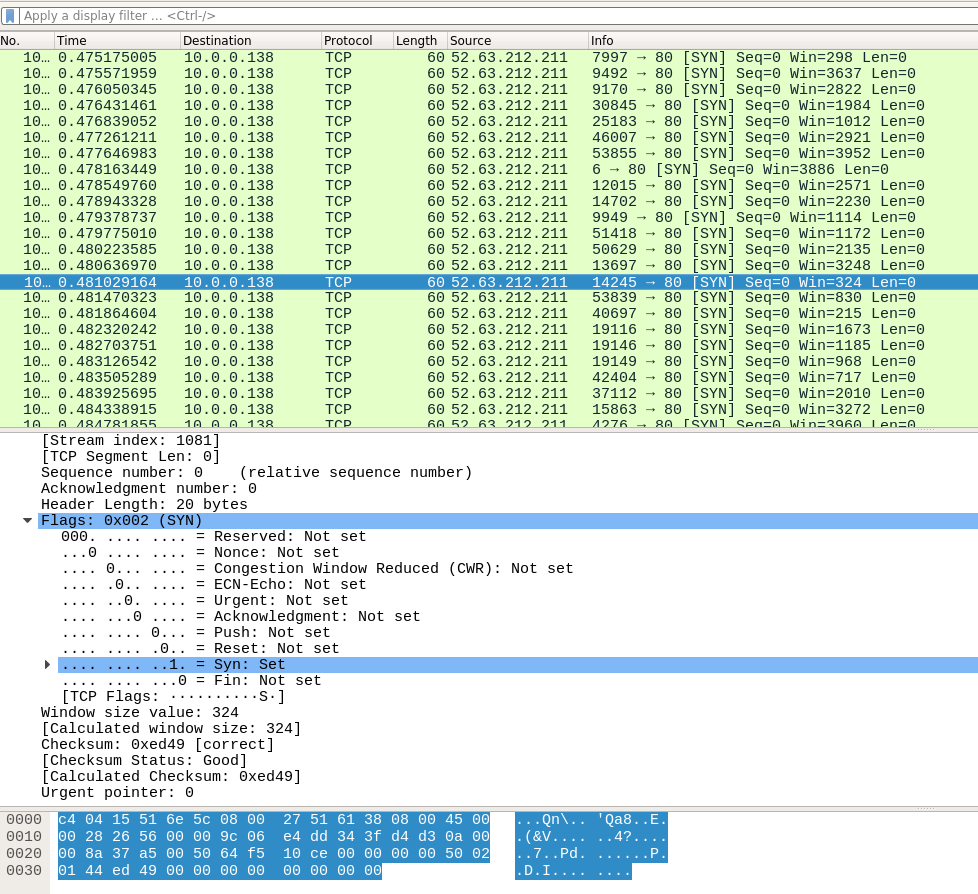 Apply a display filter … <Ctrl-/>
No. Time Destination Protocol Length Source Info
10… 0.475175005 10.0.0.138 TCP 60 52.63.212.211 7997 → 80 [SYN] Seq=0 Win=298 Len=0
10… 0.475571959 10.0.0.138 TCP 60 52.63.212.211 9492 → 80 [SYN] Seq=0 Win=3637 Len=0
10… 0.476050345 10.0.0.138 TCP 60 52.63.212.211 9170 → 80 [SYN] Seq=0 Win=2822 Len=0
10… 0.476431461 10.0.0.138 TCP 60 52.63.212.211 30845 → 80 [SYN] Seq=0 Win=1984 Len=0
10… 0.476839052 10.0.0.138 TCP 60 52.63.212.211 25183 → 80 [SYN] Seq=0 Win=1012 Len=0
10… 0.477261211 10.0.0.138 TCP 60 52.63.212.211 46007 → 80 [SYN] Seq=0 Win=2921 Len=0
10… 0.477646983 10.0.0.138 TCP 60 52.63.212.211 53855 → 80 [SYN] Seq=0 Win=3952 Len=0
10… 0.478163449 10.0.0.138 TCP 60 52.63.212.211 6 → 80 [SYN] Seq=0 Win=3886 Len=0
10… 0.478549760 10.0.0.138 TCP 60 52.63.212.211 12015 → 80 [SYN] Seq=0 Win=2571 Len=0
10… 0.478943328 10.0.0.138 TCP 60 52.63.212.211 14702 → 80 [SYN] Seq=0 Win=2230 Len=0
10… 0.479378737 10.0.0.138 TCP 60 52.63.212.211 9949 → 80 [SYN] Seq=0 Win=1114 Len=0
10… 0.479775010 10.0.0.138 TCP 60 52.63.212.211 51418 → 80 [SYN] Seq=0 Win=1172 Len=0
10… 0.480223585 10.0.0.138 TCP 60 52.63.212.211 50629 → 80 [SYN] Seq=0 Win=2135 Len=0
10… 0.480636970 10.0.0.138 TCP 60 52.63.212.211 13697 → 80 [SYN] Seq=0 Win=3248 Len=0
10… 0.481029164 10.0.0.138 TCP 60 52.63.212.211 14245 → 80 [SYN] Seq=0 Win=324 Len=0
10… 0.481470323 10.0.0.138 TCP 60 52.63.212.211 53839 → 80 [SYN] Seq=0 Win=830 Len=0
10… 0.481864604 10.0.0.138 TCP 60 52.63.212.211 40697 → 80 [SYN] Seq=0 Win=215 Len=0
10… 0.482320242 10.0.0.138 TCP 60 52.63.212.211 19116 → 80 [SYN] Seq=0 Win=1673 Len=0
10… 0.482703751 10.0.0.138 TCP 60 52.63.212.211 19146 → 80 [SYN] Seq=0 Win=1185 Len=0
10… 0.483126542 10.0.0.138 TCP 60 52.63.212.211 19149 → 80 [SYN] Seq=0 Win=968 Len=0
10… 0.483505289 10.0.0.138 TCP 60 52.63.212.211 42404 → 80 [SYN] Seq=0 Win=717 Len=0
10… 0.483925695 10.0.0.138 TCP 60 52.63.212.211 37112 → 80 [SYN] Seq=0 Win=2010 Len=0
10… 0.484338915 10.0.0.138 TCP 60 52.63.212.211 15863 → 80 [SYN] Seq=0 Win=3272 Len=0
10… 0.484781855 10.0.0.138 TCP 60 52.63.212.211 4276 → 80 [SYN] Seq=0 Win=3960 Len=0
[Stream index: 1081]
[TCP Segment Len: 0]
Sequence number: 0    (relative sequence number)
Acknowledgment number: 0
Header Length: 20 bytes
Flags: 0x002 (SYN)
000. .... .... = Reserved: Not set
...0 .... .... = Nonce: Not set
.... 0... .... = Congestion Window Reduced (CWR): Not set
.... .0.. .... = ECN-Echo: Not set
.... ..0. .... = Urgent: Not set
.... ...0 .... = Acknowledgment: Not set
.... .... 0... = Push: Not set
.... .... .0.. = Reset: Not set
.... .... ..1. = Syn: Set
.... .... ...0 = Fin: Not set
[TCP Flags: ··········S·]
Window size value: 324
[Calculated window size: 324]
Checksum: 0xed49 [correct]
[Checksum Status: Good]
[Calculated Checksum: 0xed49]
Urgent pointer: 0
0000 c4 04 15 51 6e 5c 08 00 27 51 61 38 08 00 45 00 ...Qn\.. 'Qa8..E.
0010 00 28 26 56 00 00 9c 06 e4 dd 34 3f d4 d3 0a 00 .(&V.... ..4?....
0020 00 8a 37 a5 00 50 64 f5 10 ce 00 00 00 00 50 02 ..7..Pd. ......P.
0030 01 44 ed 49 00 00 00 00 00 00 00 00 .D.I.... ....